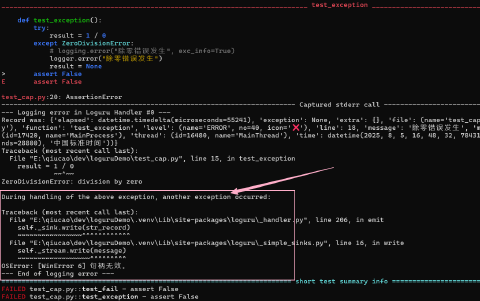 test_exception
def test_exception():
try:
result = 1 / 0
except ZeroDivisionError:
# logging.error("除零错误发生", exc_info=True)
logger.error("除零错误发生")
result = None
> assert False
E assert False
test_cap.py:20: AssertionError
Captured stderr call
--- Logging error in Loguru Handler #0 ---
Record was: {'elapsed': datetime.timedelta(microseconds=55241), 'exception': None, 'extra': {}, 'file': (name='test_cap
y'), 'function': 'test_exception', 'level': (name='ERROR', no=40, icon='❌'), 'line': 18, 'message': '除零错误发生',
name='MainProcess'), 'thread': (id=16480, name='MainThread'), 'time': datetime(2025, 8, 5, 16, 48, 32,
nds=28800), '中国标准时间'))}
Traceback (most recent call last):
File "E:\qiucao\dev\loguruDemo\test_cap.py", line 15, in test_exception
result = 1 / 0
~~^~~
ZeroDivisionError: division by zero
During handling of the above exception, another exception occurred:
Traceback (most recent call last):
File "E:\qiucao\dev\loguruDemo\.venv\Lib\site-packages\loguru\_handler.py", line 206, in emit
self._sink.write(str_record)
~~~~~~~~~~~~~~~~^^^^^^^^^^^^
File "E:\qiucao\dev\loguruDemo\.venv\Lib\site-packages\loguru\_simple_sinks.py", line 16, in write
self._stream.write(message)
~~~~~~~~~~~~~~~~~~^^^^^^^^^
OSError: [WinError 6] 句柄无效。
--- End of logging error ---
short test summary info
FAILED test_cap.py::test_fail - assert False
FAILED test_cap.py::test_exception - assert False